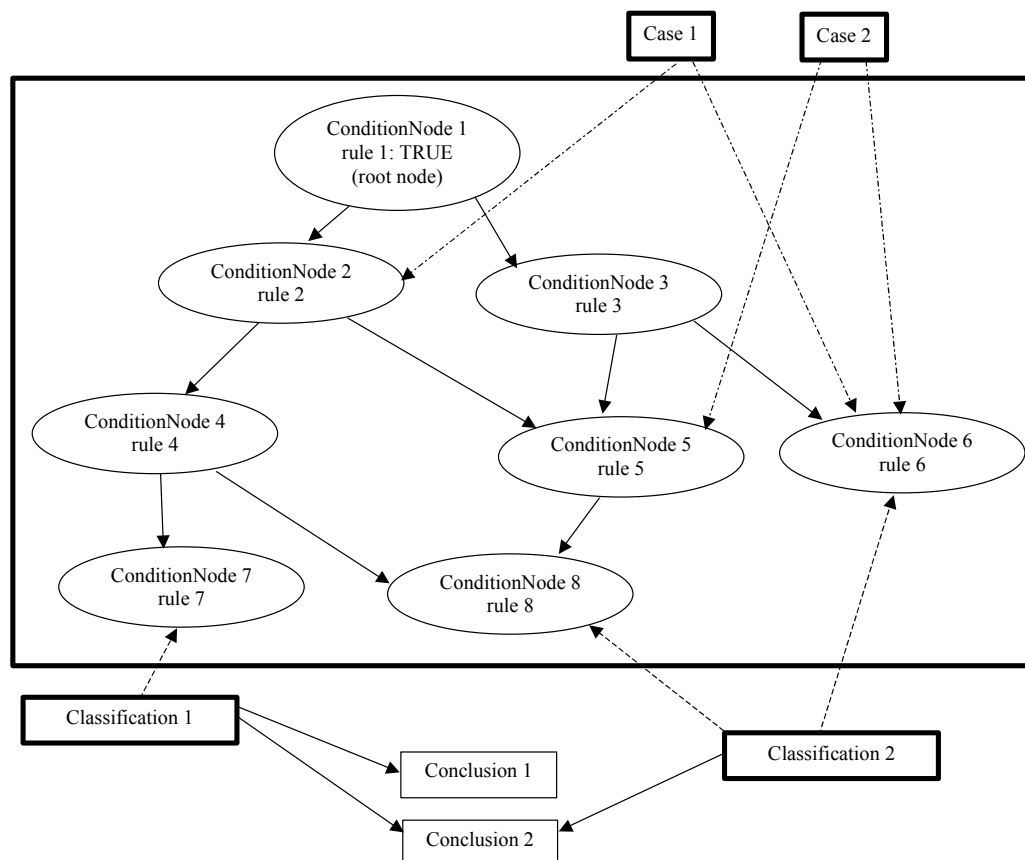 Case 1
Case 2
ConditionNode 1
rule 1: TRUE
(root node)
ConditionNode 2
rule 2
ConditionNode 3
rule 3
ConditionNode 4
rule 4
ConditionNode 5
rule 5
ConditionNode 6
rule 6
ConditionNode 7
rule 7
ConditionNode 8
rule 8
Classification 1
Classification 2
Conclusion 1
Conclusion 2